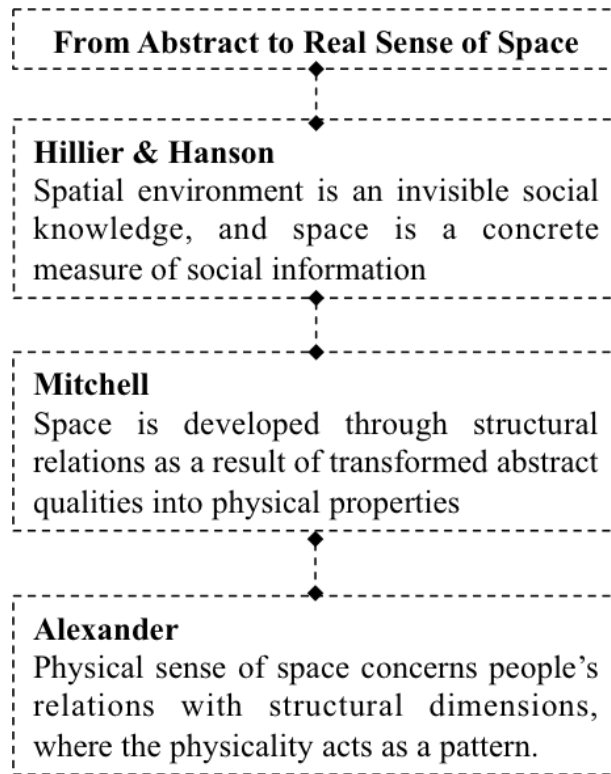 From Abstract to Real Sense of Space
Hillier & Hanson
Spatial environment is an invisible social
knowledge, and space is a concrete
measure of social information
Mitchell
Space is developed through structural
relations as a result of transformed abstract
qualities into physical properties
Alexander
Physical sense of space concerns people’s
relations with structural dimensions,
where the physicality acts as a pattern.